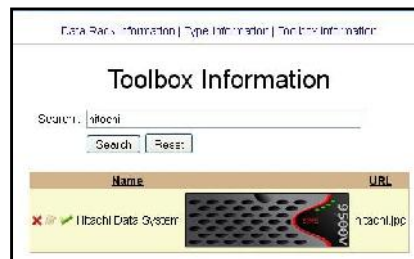 Data Rack Information | Type Information | Toolbox Information
Toolbox Information
Search: hitachi
Search Reset
Name URL
Hitachi Data System 9500V hitachi.jpg